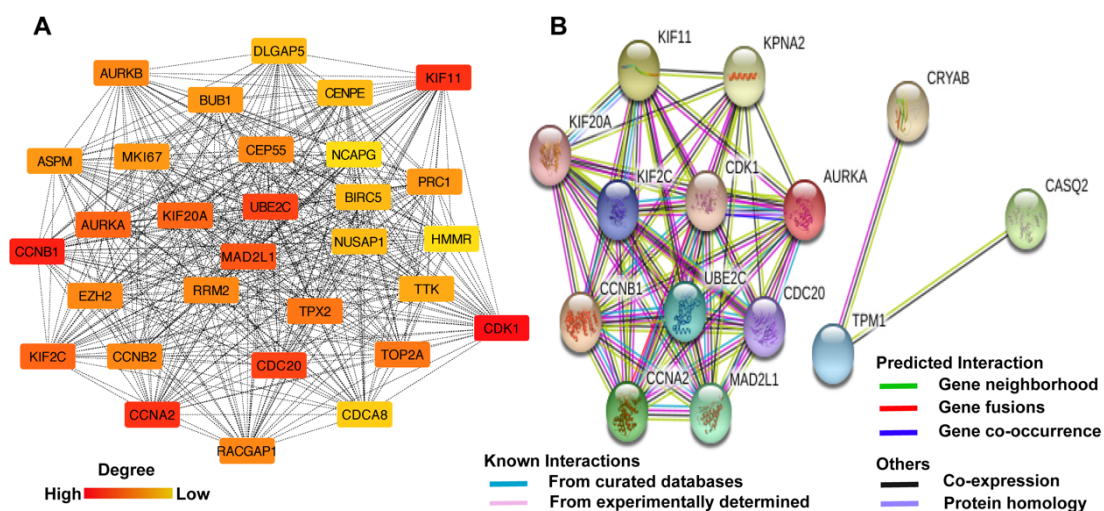 A
DLGAP5
AURKB
KIF11
BUB1
CENPE
ASPM
MKI67
CEP55
NCAPG
PRC1
UBE2C
BIRC5
AURKA
KIF20A
CCNB1
MAD2L1
NUSAP1
HMMR
EZH2
RRM2
TTK
TPX2
CDK1
KIF2C
CCNB2
CDC20
TOP2A
CCNA2
CDCA8
RACGAP1
Degree
High
Low
B
KIF11
KPNA2
CRYAB
KIF20A
KIF2C
CDK1
AURKA
CASQ2
CCNB1
UBE2C
CDC20
TPM1
CCNA2
MAD2L1
Known Interactions
From curated databases
From experimentally determined
Predicted Interaction
Gene neighborhood
Gene fusions
Gene co-occurrence
Others
Co-expression
Protein homology